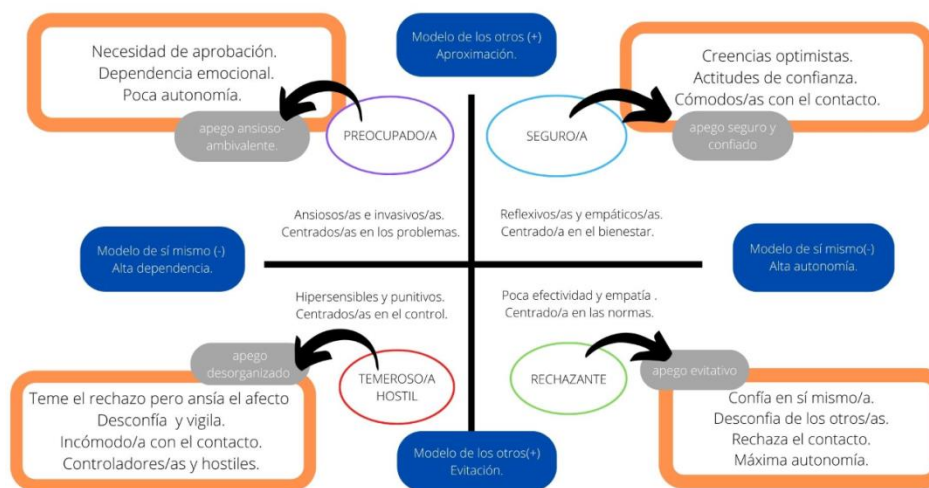 Modelo de los otros (+)
Aproximación.
Necesidad de aprobación.
Dependencia emocional.
Poca autonomía.
apego ansioso-
ambivalente.
PREOCUPADO/A
Creencias optimistas.
Actitudes de confianza.
Cómodos/as con el contacto.
SEGURO/A
apego seguro y
confiado
Ansiosos/as e invasivos/as.
Centrados/as en los problemas.
Reflexivos/as y empáticos/as.
Centrado/a en el bienestar.
Modelo de sí mismo (-)
Alta dependencia.
Modelo de sí mismo(-)
Alta autonomía.
Hipersensibles y punitivos.
Centrados/as en el control.
Poca efectividad y empatía .
Centrado/a en las normas.
apego
desorganizado
TEMEROSO/A
HOSTIL
Teme el rechazo pero ansía el afecto
Desconfía y vigila.
Incómodo/a con el contacto.
Controladores/as y hostiles.
RECHAZANTE
apego evitativo
Confía en sí mismo/a.
Desconfia de los otros/as.
Rechaza el contacto.
Máxima autonomía.
Modelo de los otros(+)
Evitación.